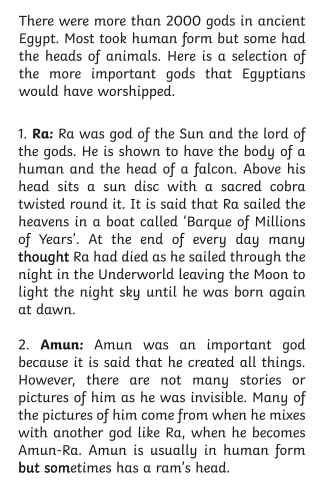 There were more than 2000 gods in ancient
Egypt. Most took human form but some had
the heads of animals. Here is a selection of
the more important gods that Egyptians
would have worshipped.
1. Ra: Ra was god of the Sun and the lord of
the gods. He is shown to have the body of a
human and the head of a falcon. Above his
head sits a sun disc with a sacred cobra
twisted round it. It is said that Ra sailed the
heavens in a boat called ‘Barque of Millions
of Years’. At the end of every day many
thought Ra had died as he sailed through the
night in the Underworld leaving the Moon to
light the night sky until he was born again
at dawn.
2. Amun: Amun was an important god
because it is said that he created all things.
However, there are not many stories or
pictures of him as he was invisible. Many of
the pictures of him come from when he mixes
with another god like Ra, when he becomes
Amun-Ra. Amun is usually in human form
but sometimes has a ram’s head.